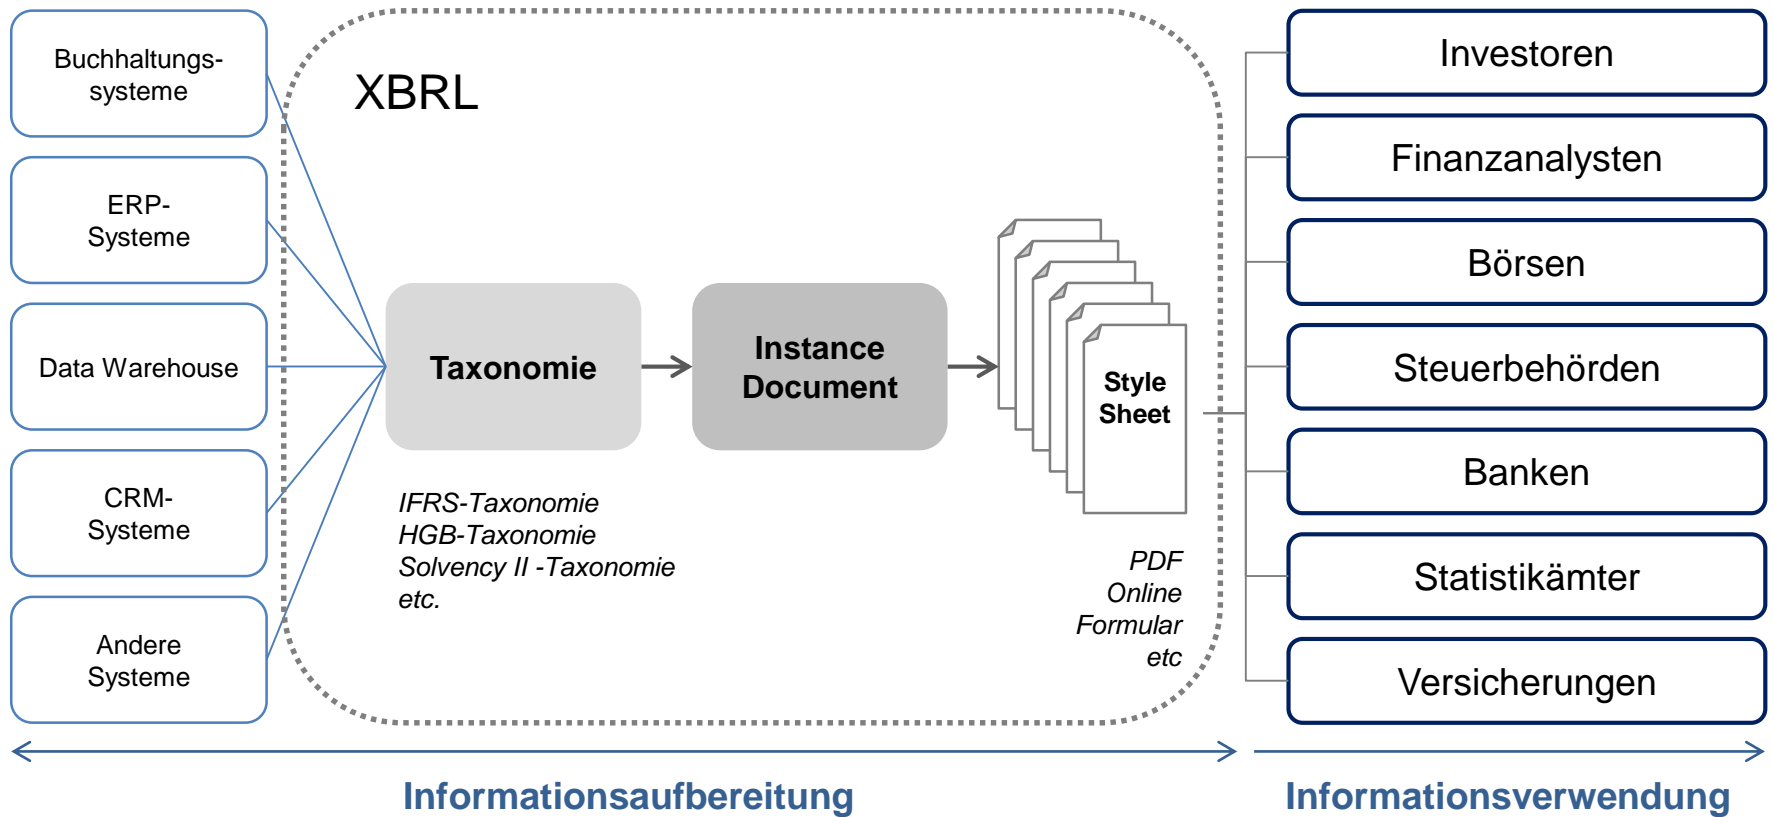 Buchhaltungs-
systeme
ERP-
Systeme
Data Warehouse
CRM-
Systeme
Andere
Systeme
XBRL
Taxonomie
IFRS-Taxonomie
HGB-Taxonomie
Solvency II -Taxonomie
etc.
Instance
Document
Style
Sheet
PDF
Online
Formular
etc
Investoren
Finanzanalysten
Börsen
Steuerbehörden
Banken
Statistikämter
Versicherungen
Informationsaufbereitung
Informationsverwendung